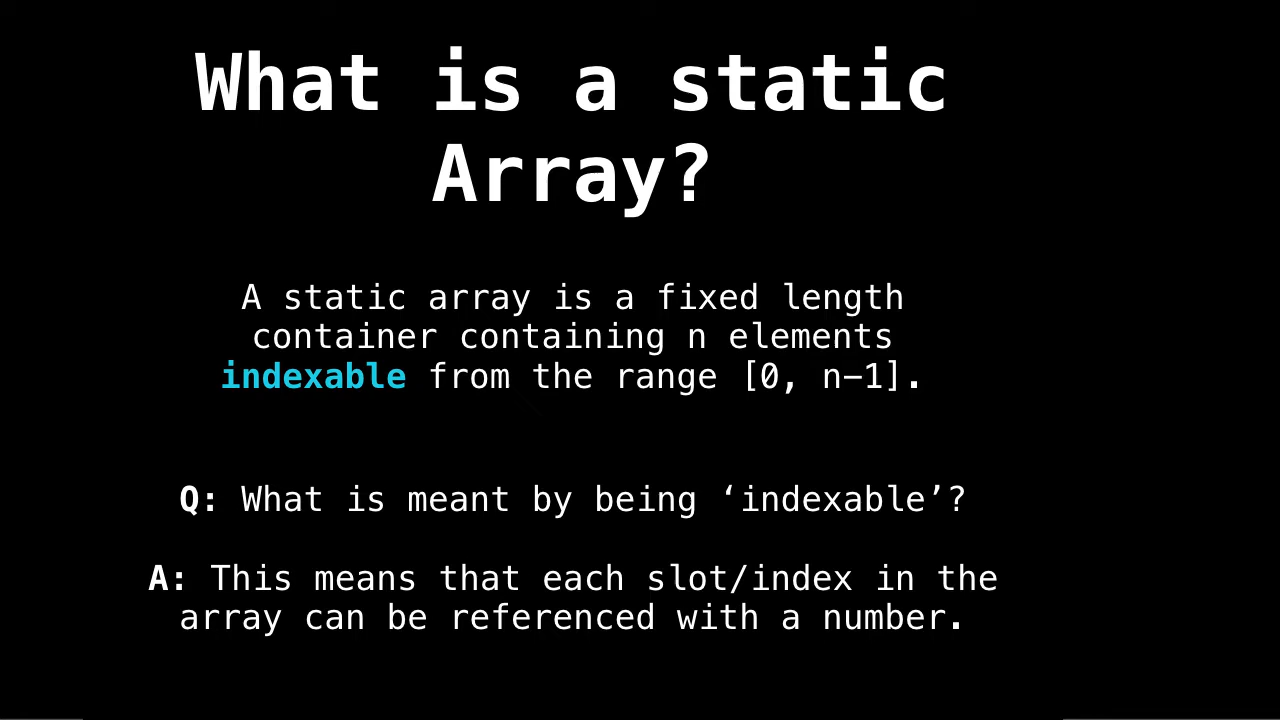 What is a static
Array?
A static array is a fixed length
container containing n elements
indexable from the range [0, n−1].
Q: What is meant by being ‘indexable’?
A: This means that each slot/index in the
array can be referenced with a number.